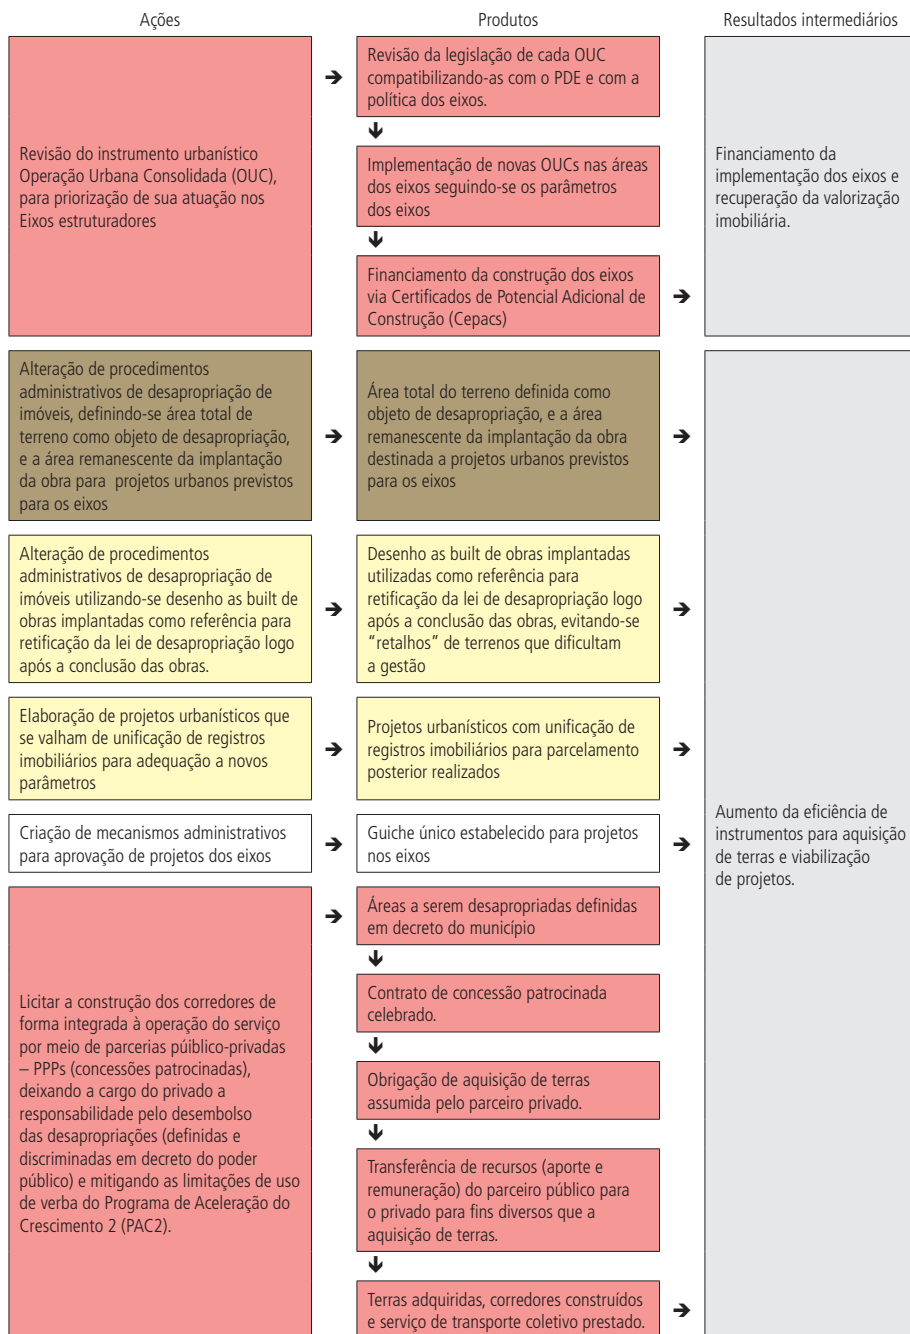 Ações
Produtos
Resultados intermediários
Revisão do instrumento urbanístico
Operação Urbana Consolidada (OUC),
para priorização de sua atuação nos
Eixos estruturadores
Revisão da legislação de cada OUC
compatibilizando-as com o PDE e com a
política dos eixos.
Implementação de novas OUCs nas áreas
dos eixos seguindo-se os parâmetros
dos eixos
Financiamento da construção dos eixos
via Certificados de Potencial Adicional de
Construção (Cepacs)
Financiamento da
implementação dos eixos e
recuperação da valorização
imobiliária.
Alteração de procedimentos
administrativos de desapropriação de
imóveis, definindo-se área total de
terreno como objeto de desapropriação,
e a área remanescente da implantação
da obra para projetos urbanos previstos
para os eixos
Área total do terreno definida como
objeto de desapropriação, e a área
remanescente da implantação da obra
destinada a projetos urbanos previstos
para os eixos
Alteração de procedimentos
administrativos de desapropriação de
imóveis utilizando-se desenho as built de
obras implantadas como referência para
retificação da lei de desapropriação logo
após a conclusão das obras.
Desenho as built de obras implantadas
utilizadas como referência para
retificação da lei de desapropriação logo
após a conclusão das obras, evitando-se
“retalhos” de terrenos que dificultam
a gestão
Elaboração de projetos urbanísticos que
se valham de unificação de registros
imobiliários para adequação a novos
parâmetros
Projetos urbanísticos com unificação de
registros imobiliários para parcelamento
posterior realizados
Criação de mecanismos administrativos
para aprovação de projetos dos eixos
Guiche único estabelecido para projetos
nos eixos
Aumento da eficiência de
instrumentos para aquisição
de terras e viabilização
de projetos.
Licitar a construção dos corredores de
forma integrada à operação do serviço
por meio de parcerias púiblico-privadas
– PPPs (concessões patrocinadas),
deixando a cargo do privado a
responsabilidade pelo desembolso
das desapropriações (definidas e
discriminadas em decreto do poder
público) e mitigando as limitações de uso
de verba do Programa de Aceleração do
Crescimento 2 (PAC2).
Áreas a serem desapropriadas definidas
em decreto do município
Contrato de concessão patrocinada
celebrado.
Obrigação de aquisição de terras
assumida pelo parceiro privado.
Transferência de recursos (aporte e
remuneração) do parceiro público para
o privado para fins diversos que a
aquisição de terras.
Terras adquiridas, corredores construídos
e serviço de transporte coletivo prestado.